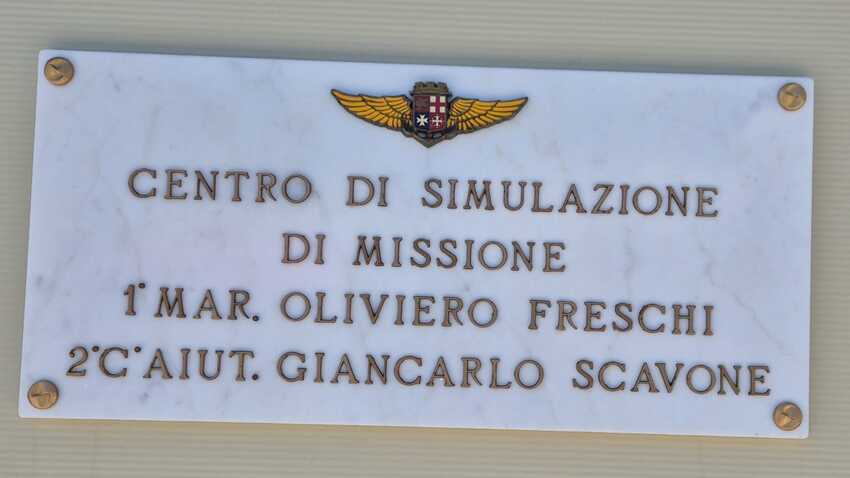 CENTRO DI SIMULAZIONE
DI MISSIONE
1° MAR. OLIVIERO FRESCHI
2°C°AIUT. GIANCARLO SCAVONE